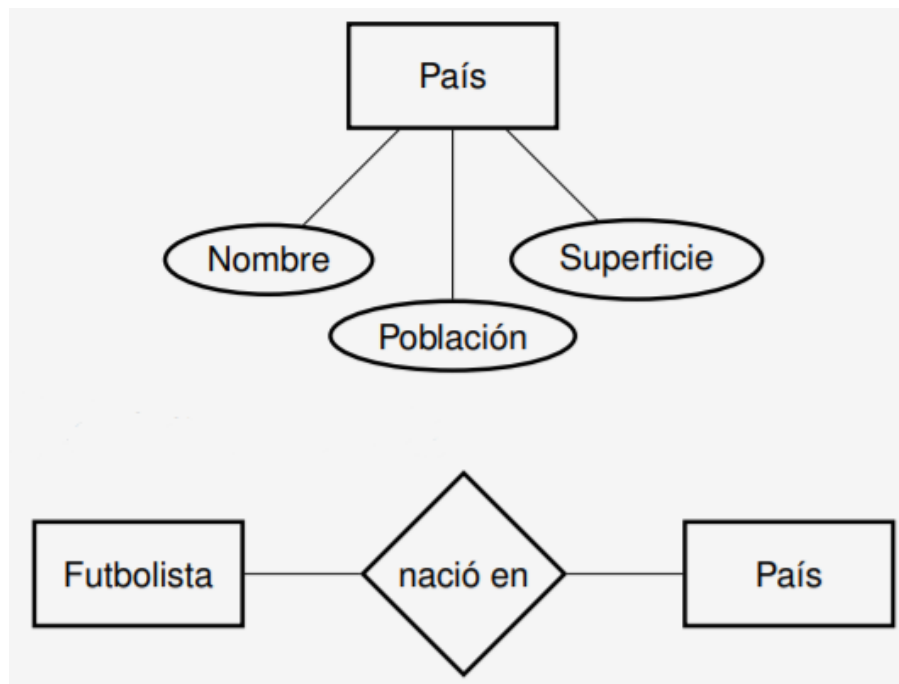 País
Nombre
Superficie
Población
Futbolista
nació en
País